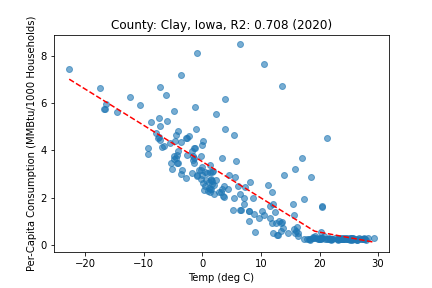 County: Clay, Iowa, R2: 0.708 (2020)
Per-Capita Consumption (MMBtu/1000 Households)
8
6
4
2
0
−20 −10 0 10 20 30
Temp (deg C)